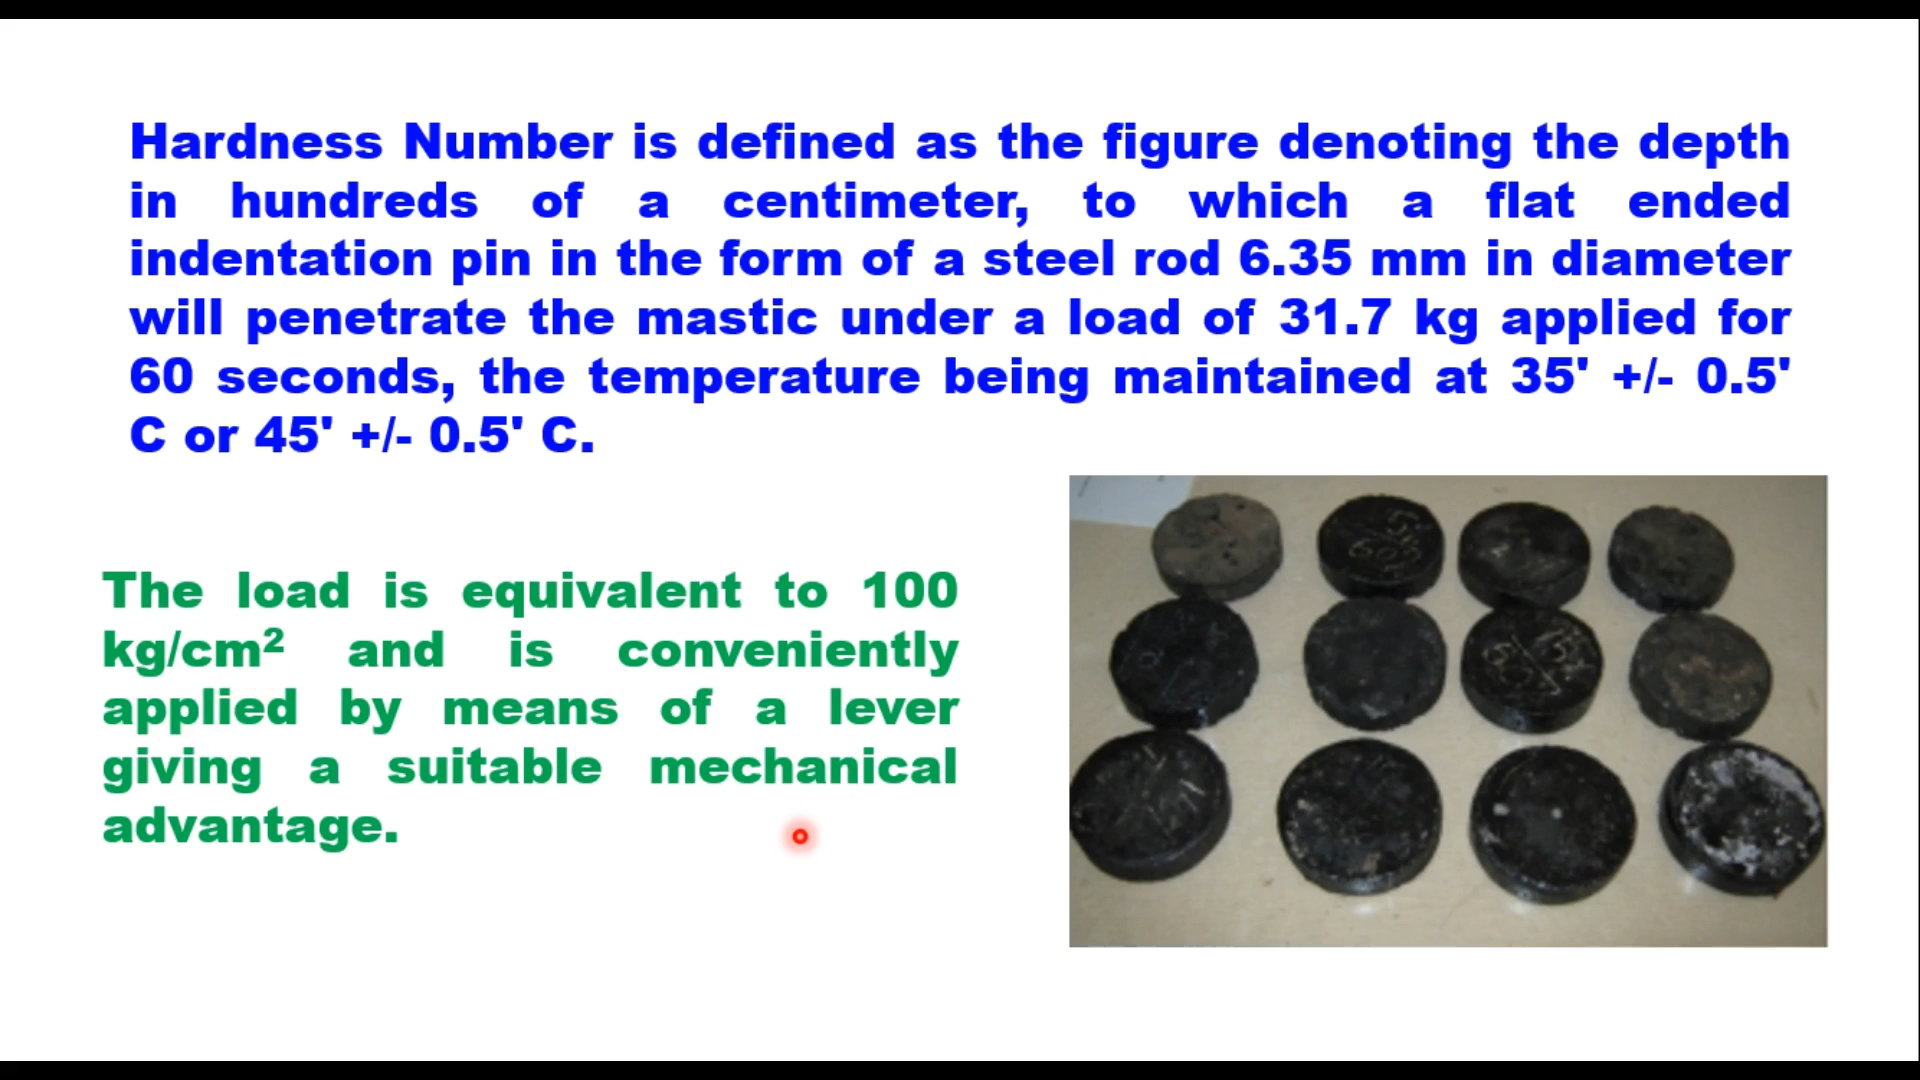 Hardness Number is defined as the figure denoting the depth
in hundreds of a centimeter, to which a flat ended
indentation pin in the form of a steel rod 6.35 mm in diameter
will penetrate the mastic under a load of 31.7 kg applied for
60 seconds, the temperature being maintained at 35' +/- 0.5'
C or 45' +/- 0.5' C.
The load is equivalent to 100
kg/cm² and is conveniently
applied by means of a lever
giving a suitable mechanical
advantage.